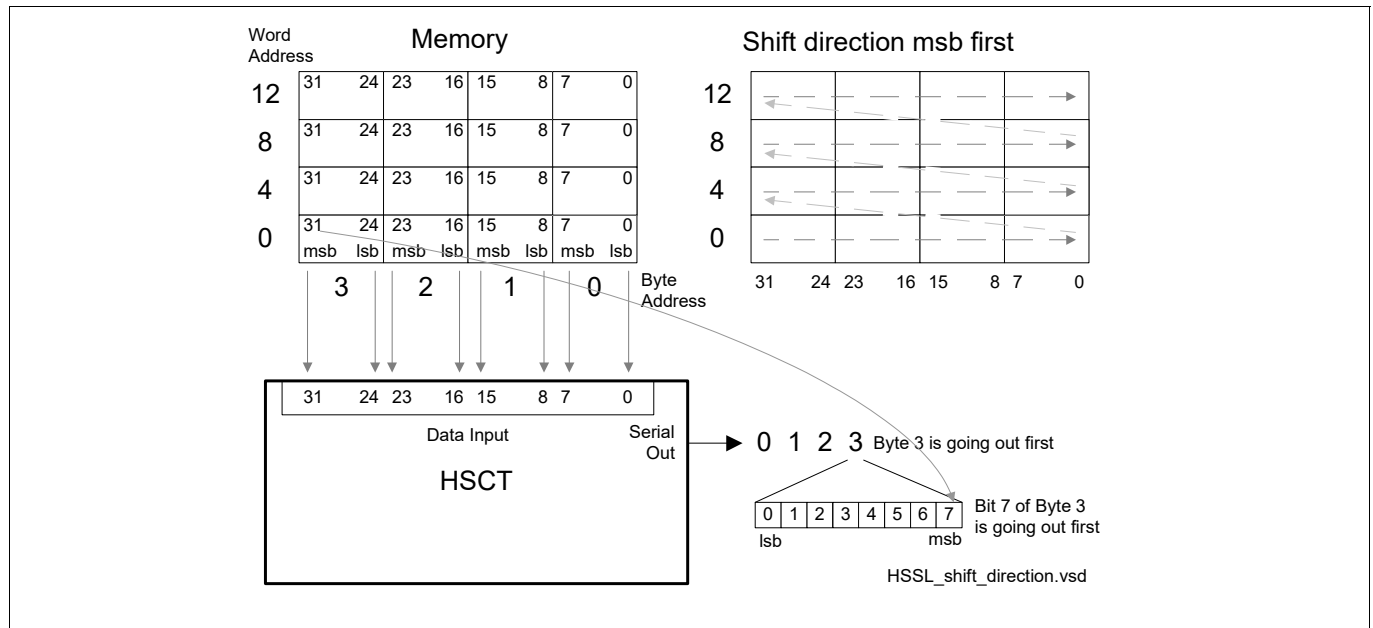 Word
Address
Memory
12
31 24 23 16 15 8 7 0
8
31 24 23 16 15 8 7 0
4
31 24 23 16 15 8 7 0
0
31 24 23 16 15 8 7 0
msb lsb msb lsb msb lsb msb lsb
3 2 1 0
Byte
Address
Shift direction msb first
12
8
4
0
31 24 23 16 15 8 7 0
31 24 23 16 15 8 7 0
Data Input
Serial
Out
HSCT
0 1 2 3 Byte 3 is going out first
0 1 2 3 4 5 6 7
lsb msb
Bit 7 of Byte 3
is going out first
HSSL_shift_direction.vsd